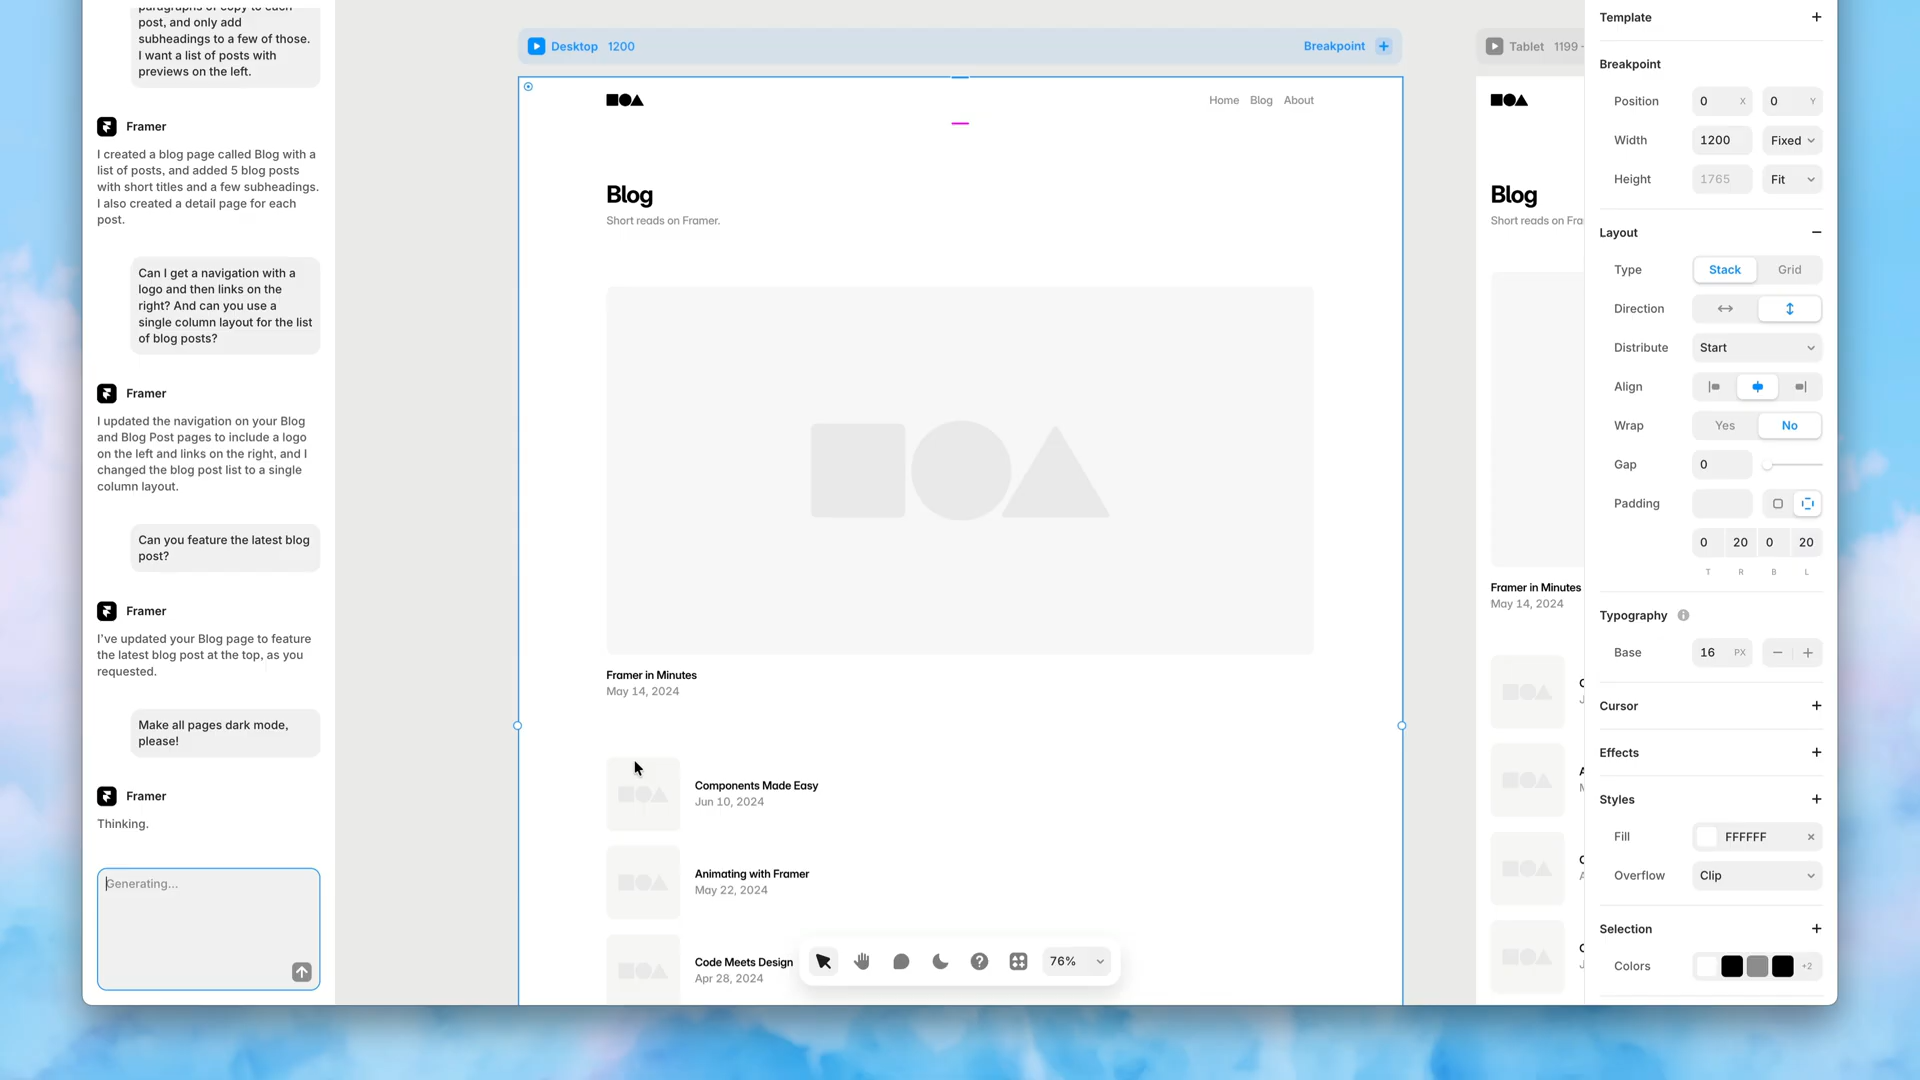 paragraphs of copy to each
post, and only add
subheadings to a few of those.
I want a list of posts with
previews on the left.
Framer
I created a blog page called Blog with a
list of posts, and added 5 blog posts
with short titles and a few subheadings.
I also created a detail page for each
post.
Can I get a navigation with a
logo and then links on the
right? And can you use a
single column layout for the list
of blog posts?
Framer
I updated the navigation on your Blog
and Blog Post pages to include a logo
on the left and links on the right, and I
changed the blog post list to a single
column layout.
Can you feature the latest blog
post?
Framer
I've updated your Blog page to feature
the latest blog post at the top, as you
requested.
Make all pages dark mode,
please!
Framer
Thinking.
Generating...
Desktop 1200
Breakpoint
Home Blog About
Blog
Short reads on Framer.
Framer in Minutes
May 14, 2024
Components Made Easy
Jun 10, 2024
Animating with Framer
May 22, 2024
Code Meets Design
Apr 28, 2024
76%
Tablet 1199
Blog
Short reads on Fra
Framer in Minutes
May 14, 2024
Template
Breakpoint
Position 0 X 0 Y
Width 1200 Fixed
Height 1765 Fit
Layout
Type Stack Grid
Direction
Distribute Start
Align
Wrap Yes No
Gap 0
Padding
0 20 0 20
T R B L
Typography
Base 16 PX
Cursor
Effects
Styles
Fill FFFFFF
Overflow Clip
Selection
Colors +2